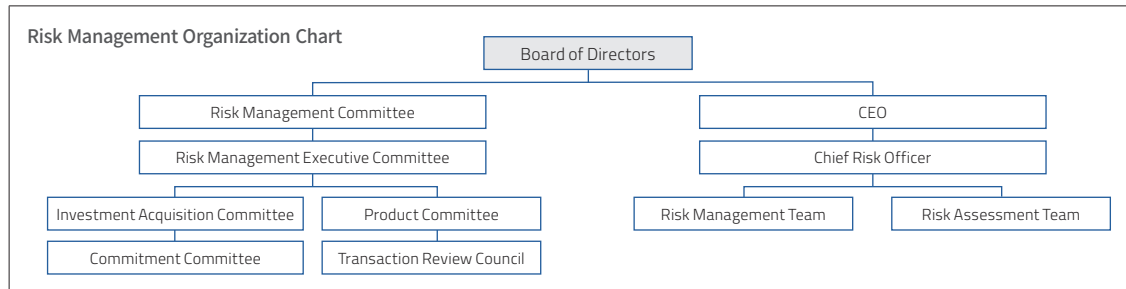 Risk Management Organization Chart
Board of Directors
Risk Management Committee
CEO
Risk Management Executive Committee
Chief Risk Officer
Investment Acquisition Committee
Product Committee
Risk Management Team
Risk Assessment Team
Commitment Committee
Transaction Review Council